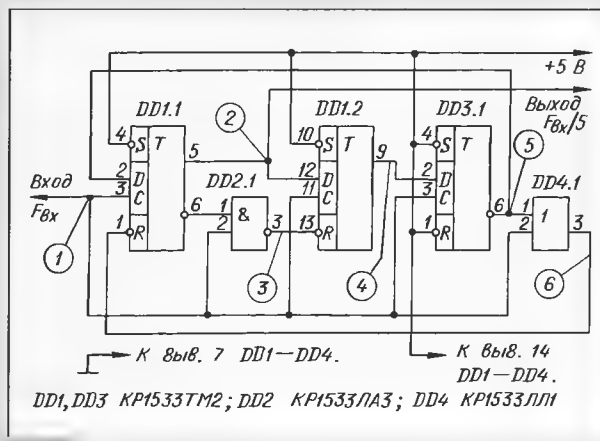 +5 В
DD1.1
DD1.2
DD3.1
Выход
Fвх/5
4 S T
5
2
10 S T
9
4 S T
5
DD4.1
Вход
Fвх
2 D
3 C
DD2.1
12 D
11 C
2 D
3 C
6
1 1
2
3
1 R
6
1 &
2
3
13 R
1 R
1
3
4
6
К выв. 7 DD1—DD4.
К выв. 14
DD1—DD4.
DD1, DD3 КР1533ТМ2; DD2 КР1533ЛА3; DD4 КР1533ЛЛ1